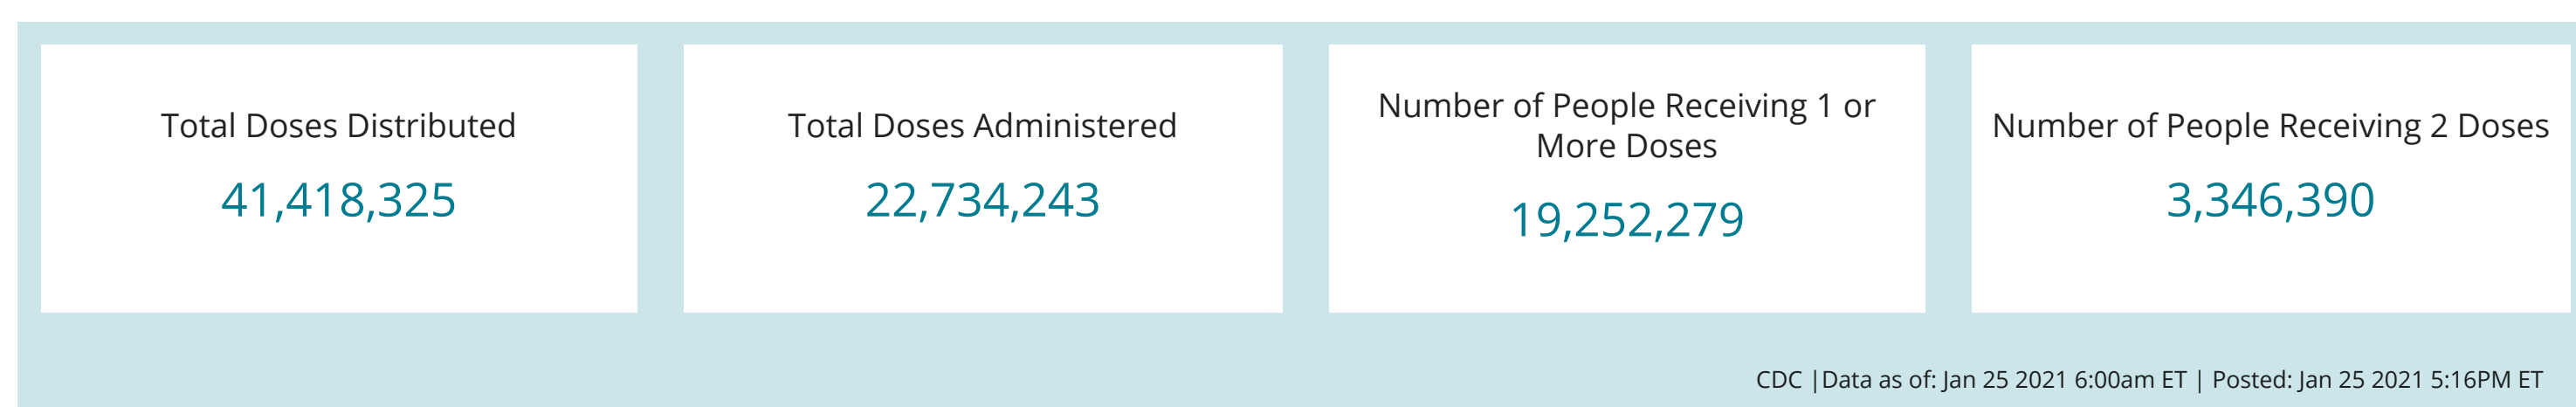 Total Doses Distributed
41,418,325
Total Doses Administered
22,734,243
Number of People Receiving 1 or
More Doses
19,252,279
Number of People Receiving 2 Doses
3,346,390
CDC |Data as of: Jan 25 2021 6:00am ET | Posted: Jan 25 2021 5:16PM ET